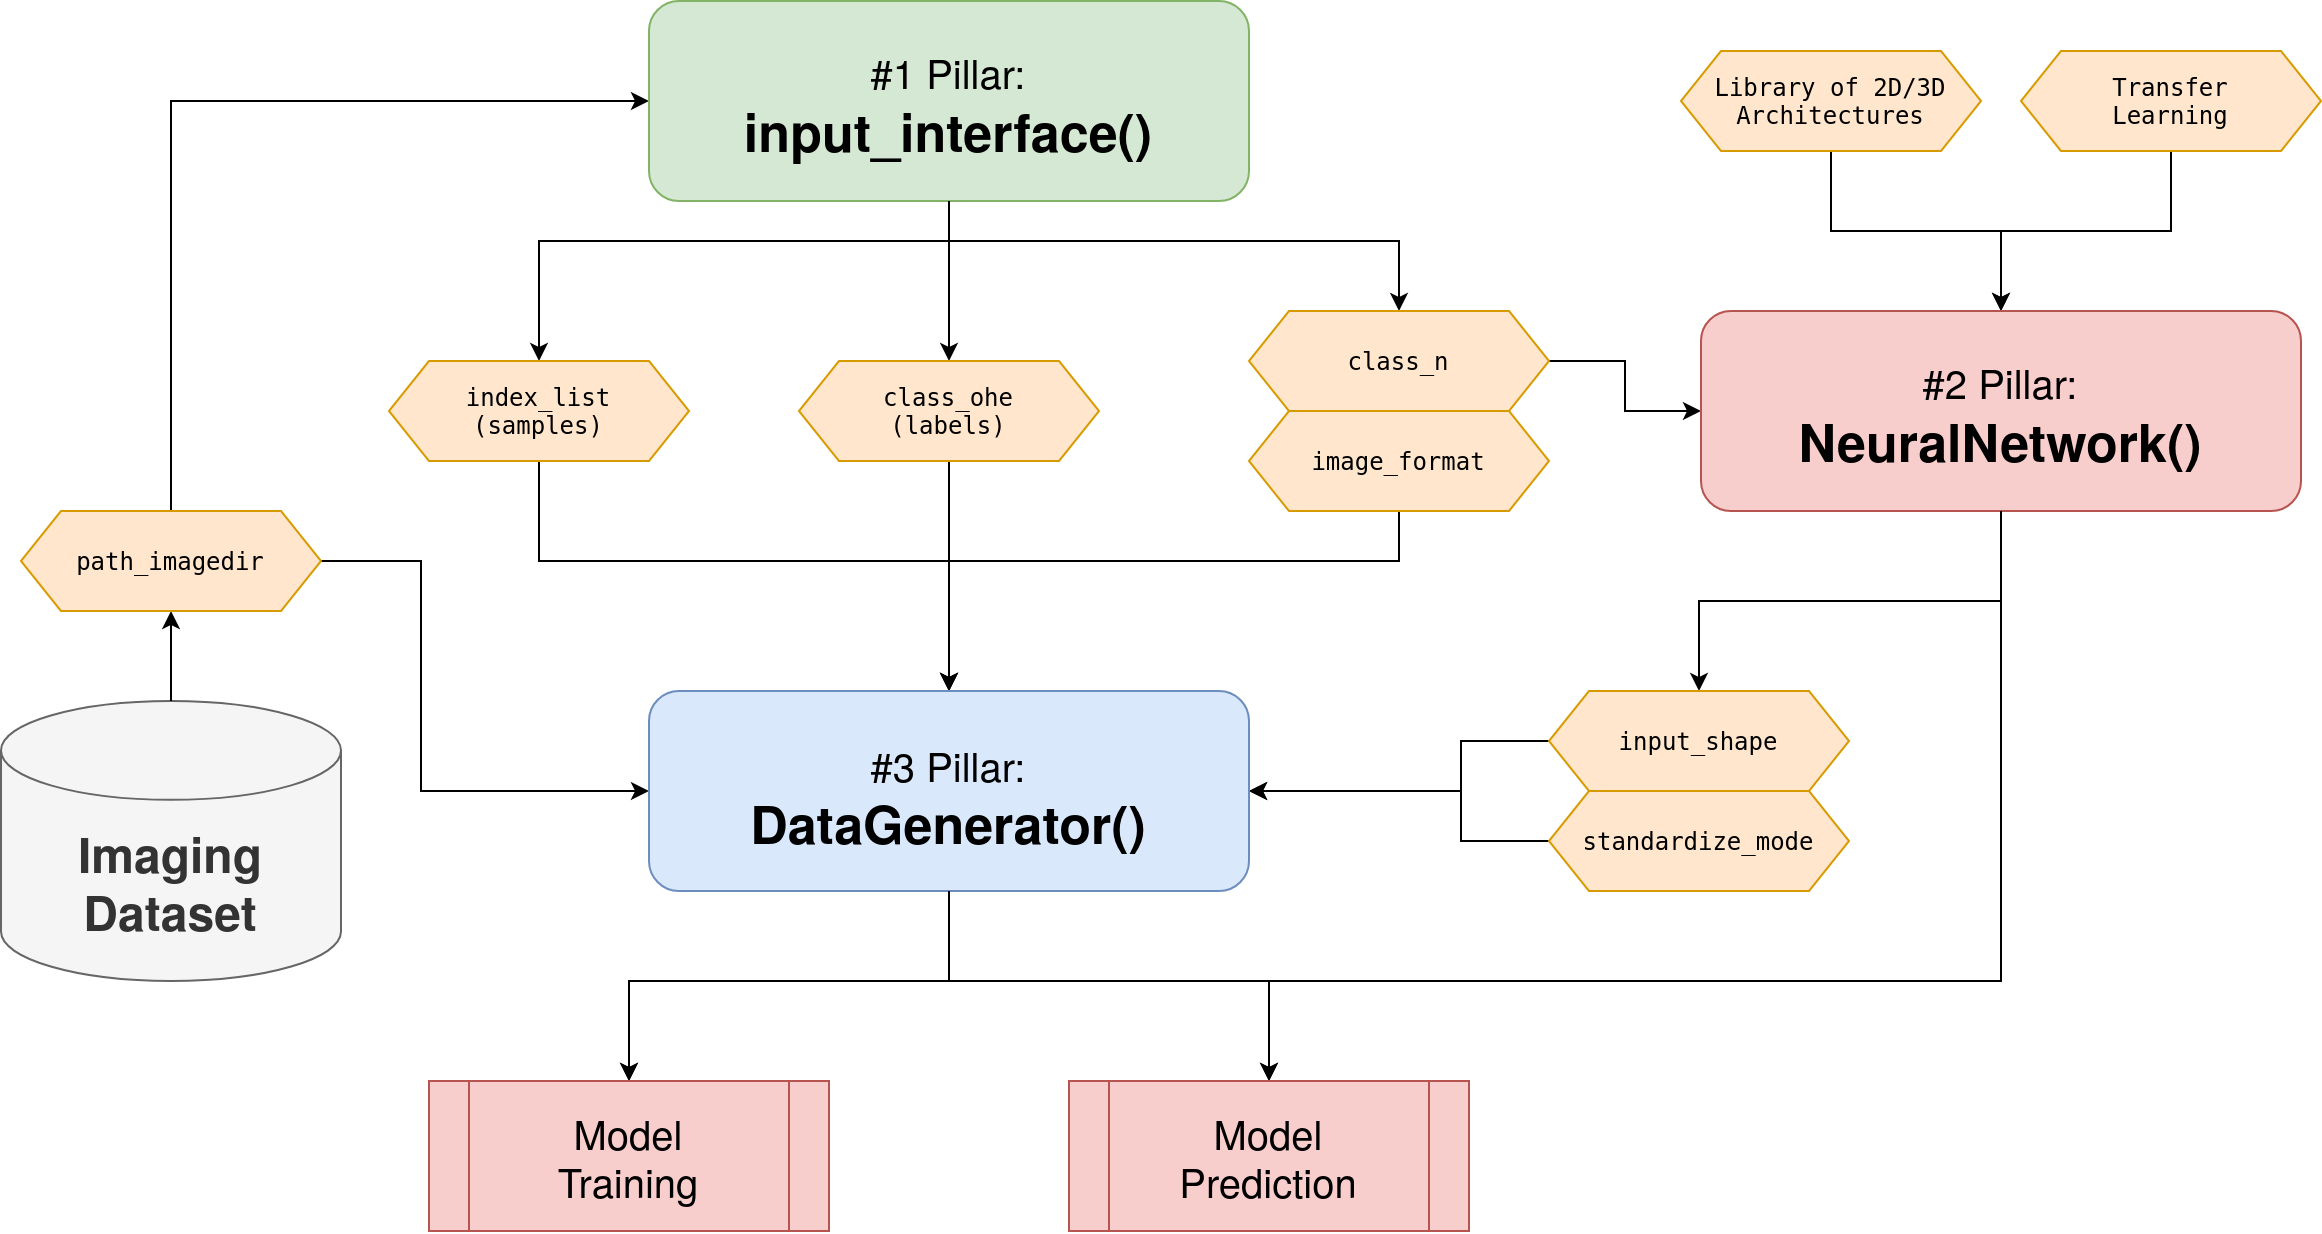 #1 Pillar:
input_interface()
Library of 2D/3D
Architectures
Transfer
Learning
index_list
(samples)
class_ohe
(labels)
class_n
image_format
#2 Pillar:
NeuralNetwork()
path_imagedir
#3 Pillar:
DataGenerator()
input_shape
standardize_mode
Imaging
Dataset
Model
Training
Model
Prediction